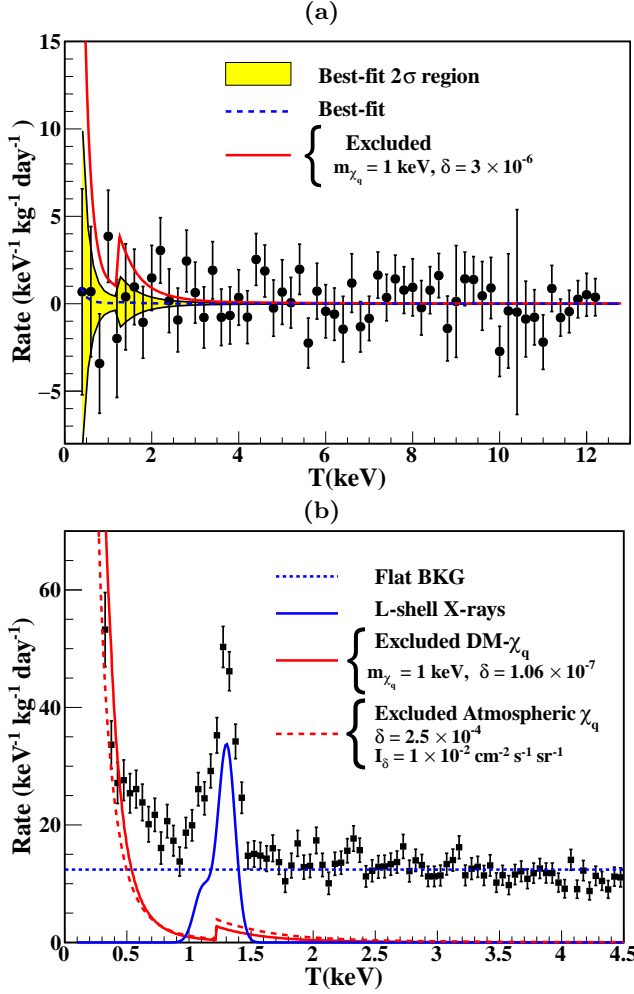 (a)
Rate (keV⁻¹ kg⁻¹ day⁻¹)
15
10
5
0
−5
Best-fit 2σ region
Best-fit
Excluded
m_χq = 1 keV, δ = 3 × 10⁻⁶
0 2 4 6 8 10 12
T(keV)
(b)
Rate (keV⁻¹ kg⁻¹ day⁻¹)
60
40
20
0
Flat BKG
L-shell X-rays
Excluded DM-χq
m_χq = 1 keV, δ = 1.06 × 10⁻⁷
Excluded Atmospheric χq
δ = 2.5 × 10⁻⁴
I_δ = 1 × 10⁻² cm⁻² s⁻¹ sr⁻¹
0 0.5 1 1.5 2 2.5 3 3.5 4 4.5
T(keV)